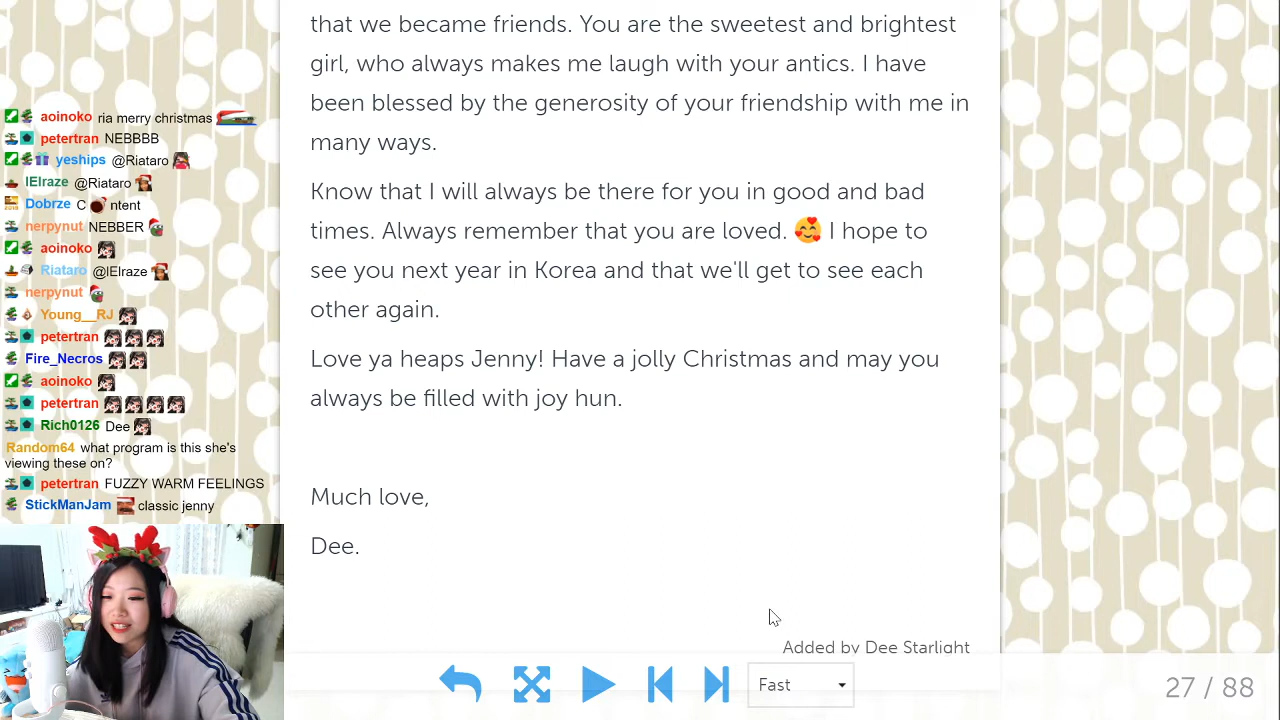 that we became friends. You are the sweetest and brightest
girl, who always makes me laugh with your antics. I have
been blessed by the generosity of your friendship with me in
many ways.
Know that I will always be there for you in good and bad
times. Always remember that you are loved. 🥰 I hope to
see you next year in Korea and that we'll get to see each
other again.
Love ya heaps Jenny! Have a jolly Christmas and may you
always be filled with joy hun.
Much love,
Dee.
Added by Dee Starlight
Fast
27 / 88
aoinoko ria merry christmas
petertran NEBBBB
yeships @Riataro
lElraze @Riataro
Dobrze C ntent
nerpynut NEBBER
aoinoko
Riataro @lElraze
nerpynut
Young__RJ
petertran
Fire_Necros
aoinoko
petertran
Rich0126 Dee
Random64 what program is this she's
viewing these on?
petertran FUZZY WARM FEELINGS
StickManJam classic jenny